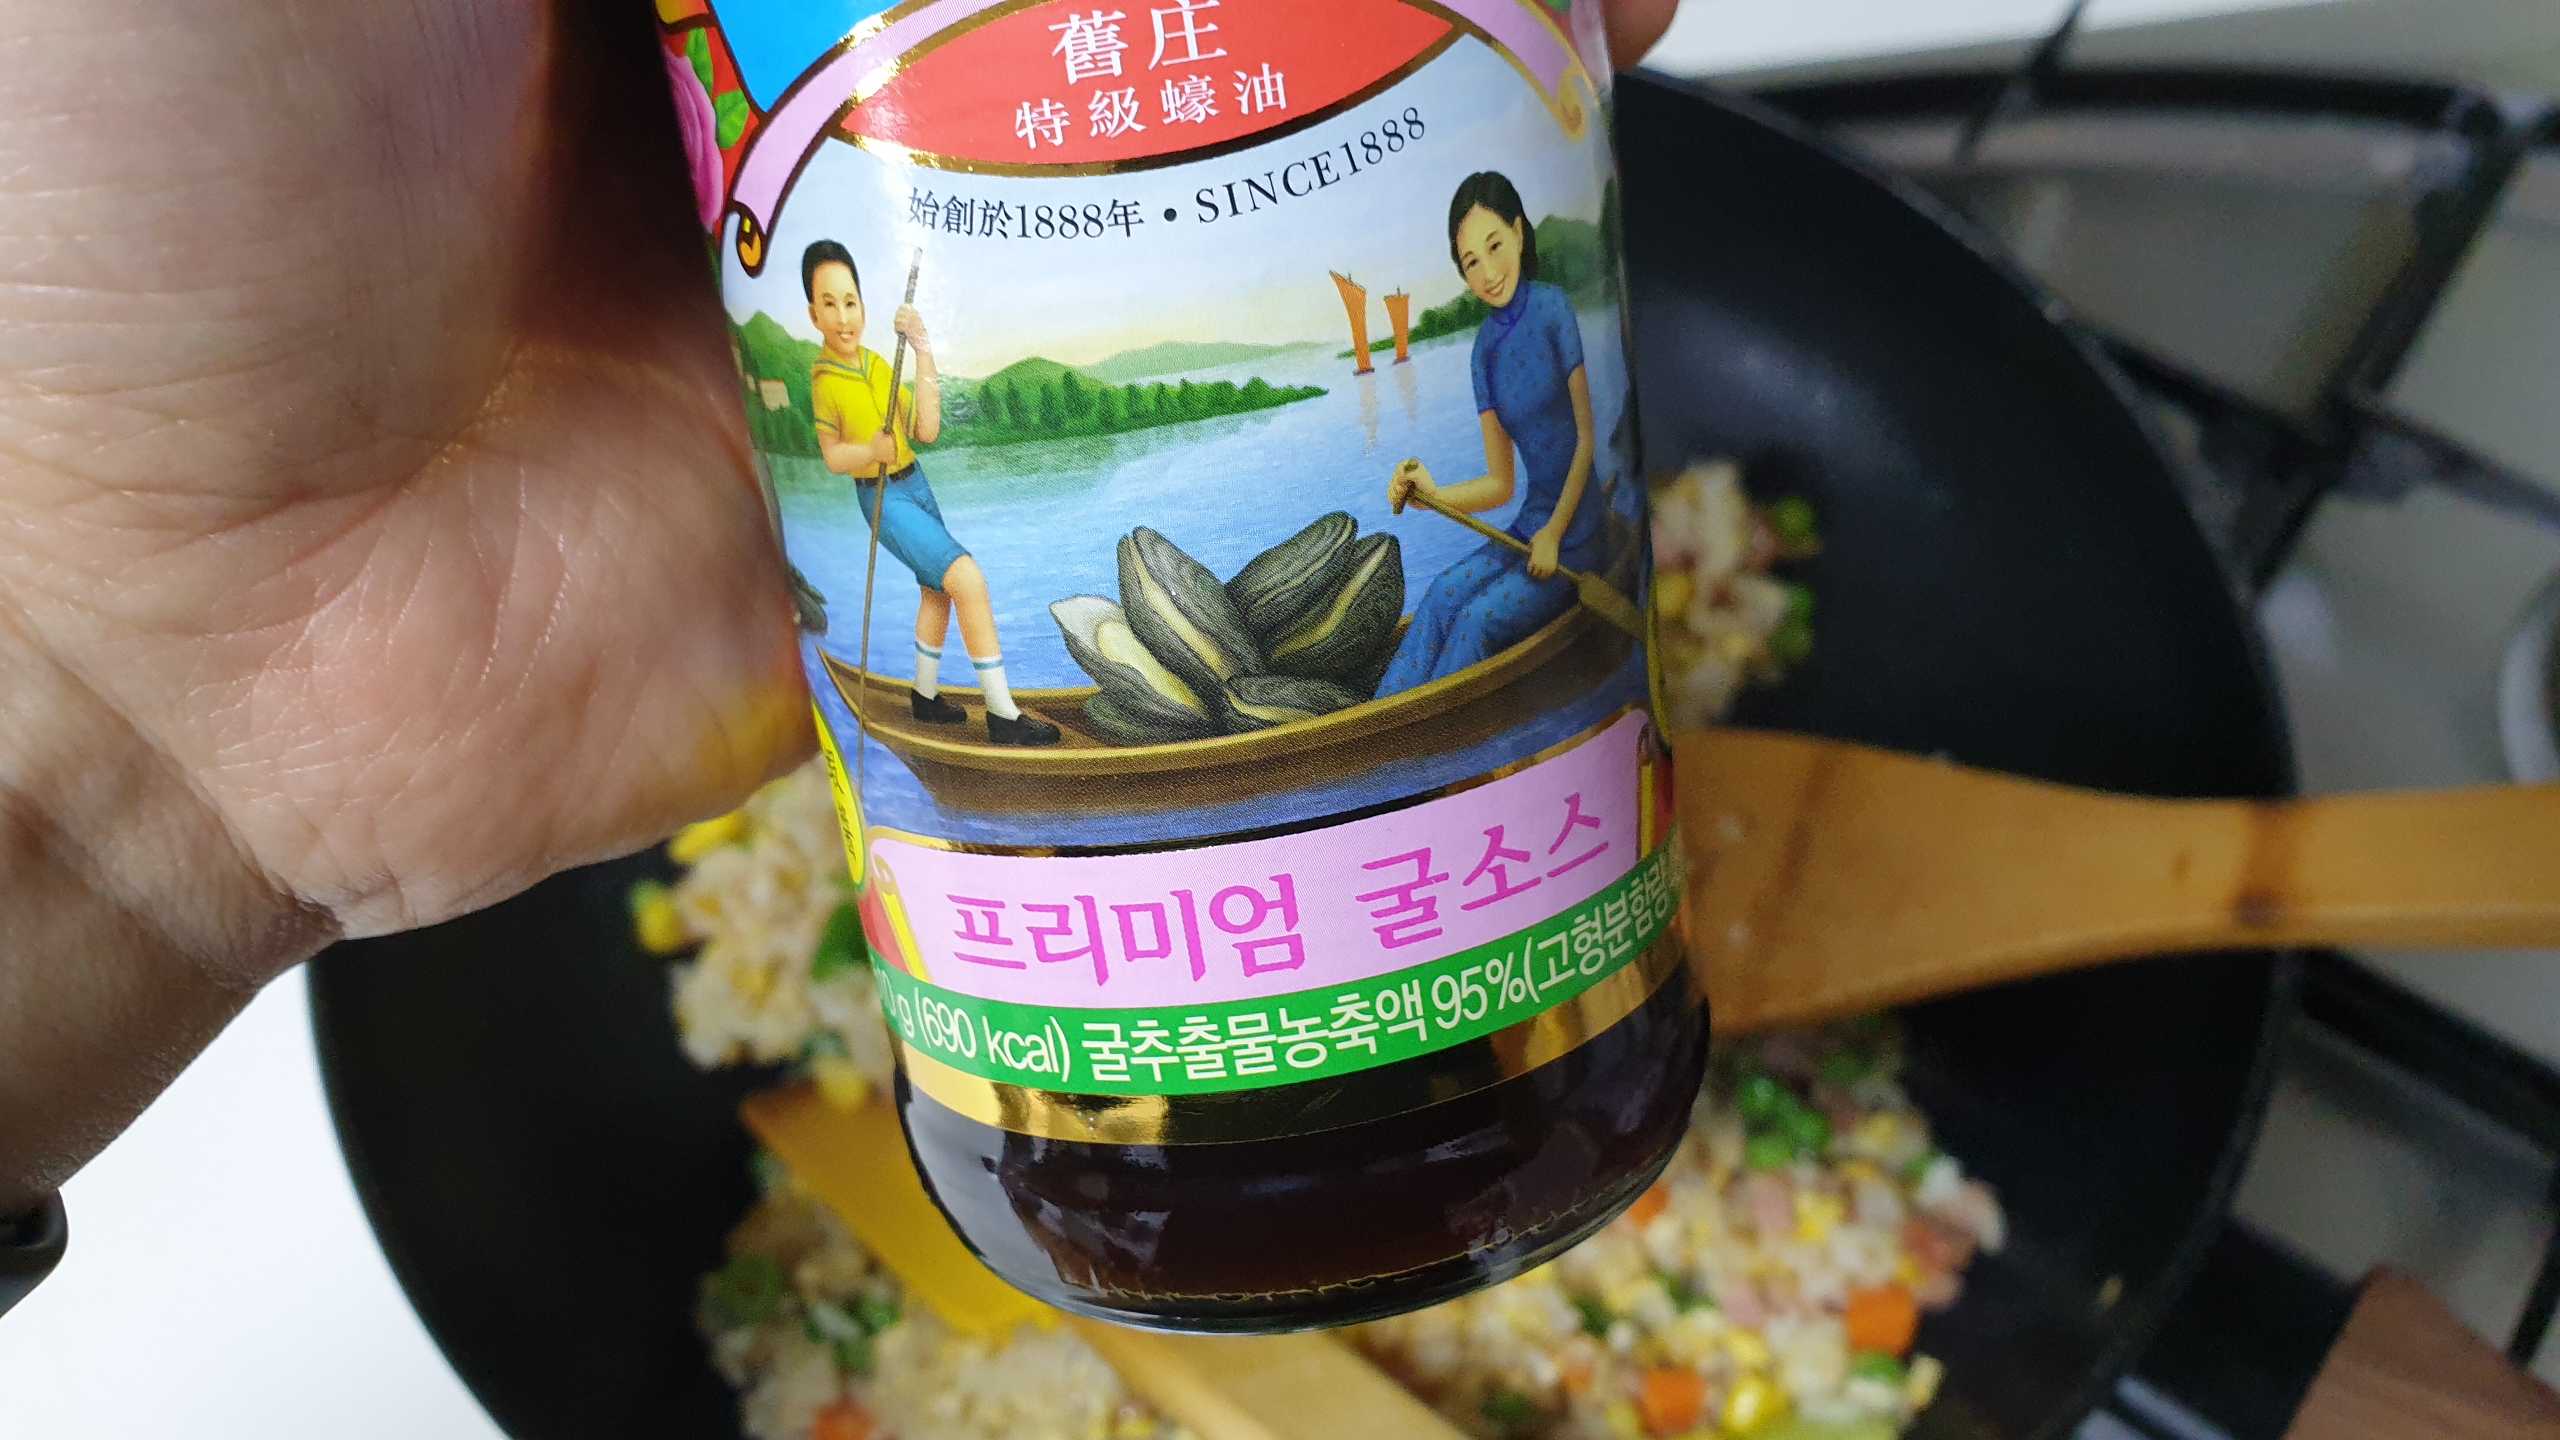 舊庄
特級蠔油
始創於1888年 • SINCE1888
프리미엄 굴소스
g (690 kcal) 굴추출물농축액 95%(고형분함량